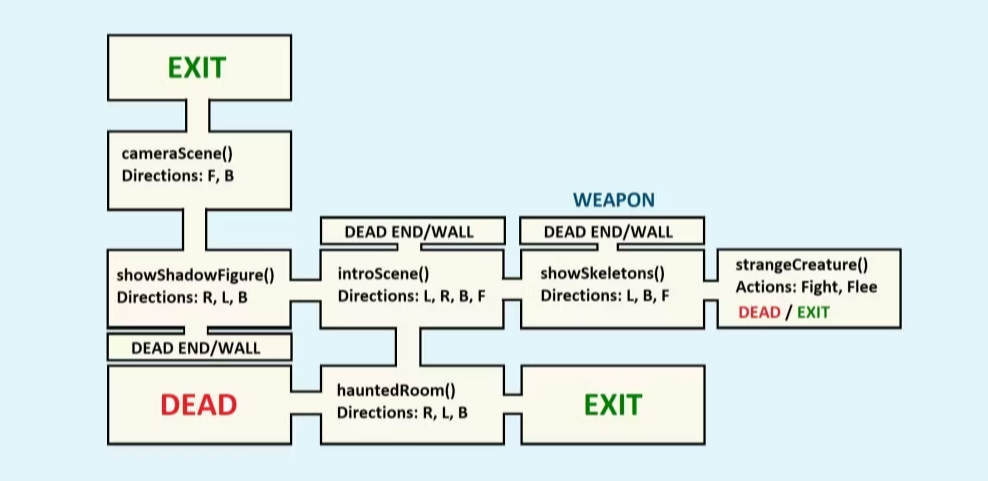 EXIT
cameraScene()
Directions: F, B
WEAPON
DEAD END/WALL
DEAD END/WALL
showShadowFigure()
Directions: R, L, B
introScene()
Directions: L, R, B, F
showSkeletons()
Directions: L, B, F
strangeCreature()
Actions: Fight, Flee
DEAD / EXIT
DEAD END/WALL
DEAD
hauntedRoom()
Directions: R, L, B
EXIT